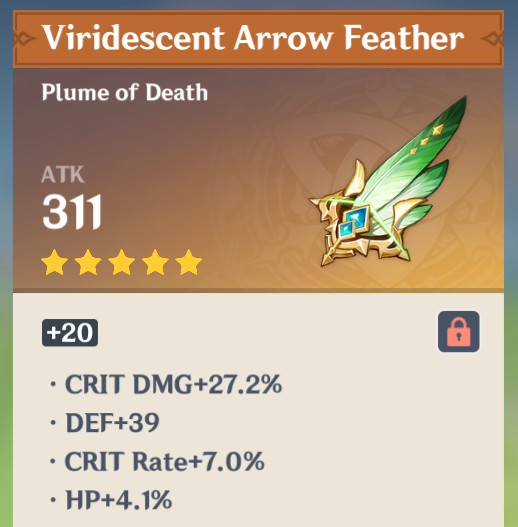 Viridescent Arrow Feather
Plume of Death
ATK
311
+20
· CRIT DMG+27.2%
· DEF+39
· CRIT Rate+7.0%
· HP+4.1%